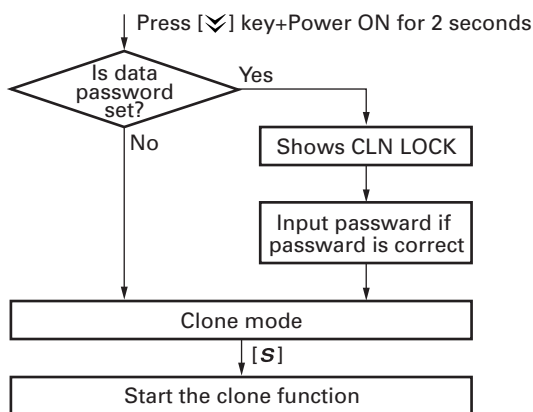 Press [⮟] key+Power ON for 2 seconds
Is data
password
set?
Yes
No
Shows CLN LOCK
Input passward if
passward is correct
Clone mode
[S]
Start the clone function